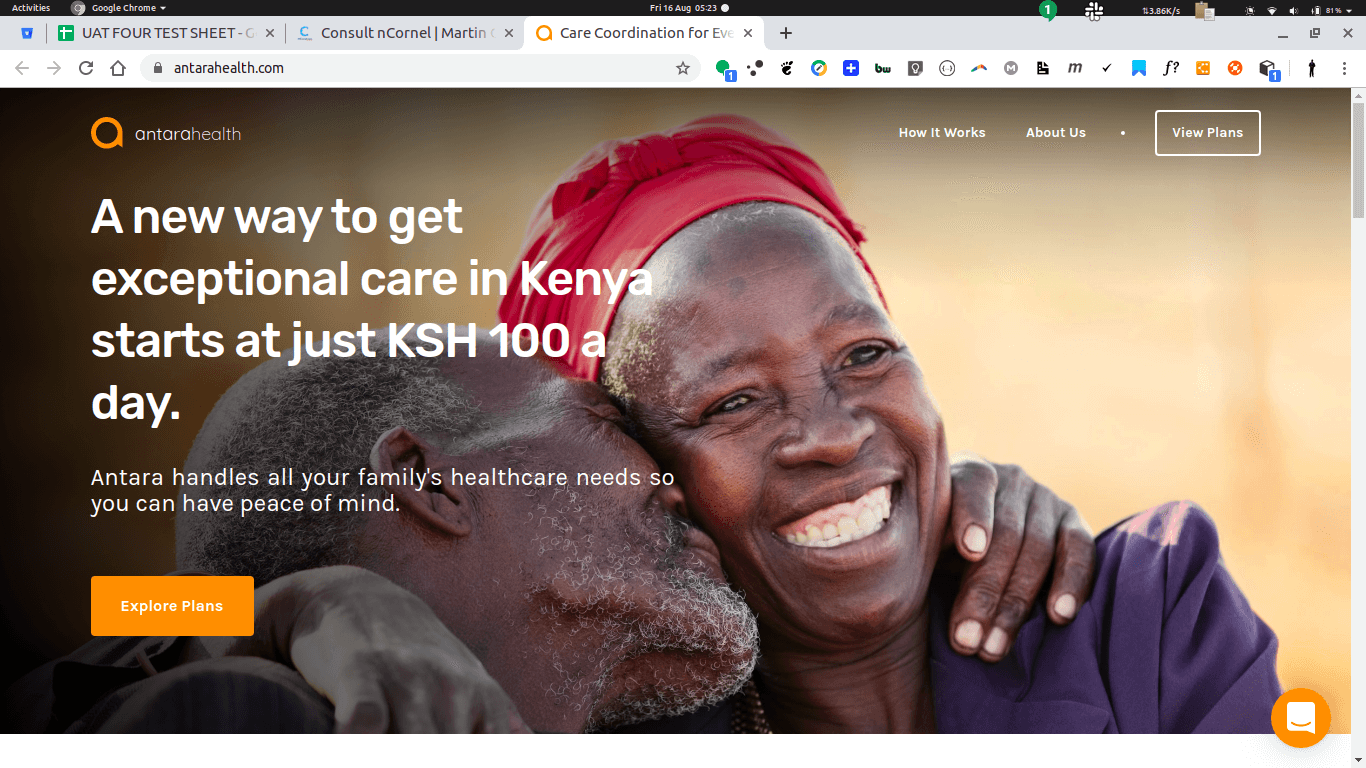 Activities
Google Chrome
Fri 16 Aug 05:23
1
3.86K/s
81 %
UAT FOUR TEST SHEET - G
Consult nCornel | Martin
Care Coordination for Eve
antarahealth.com
1
bw
m
f?
1
antarahealth
How It Works
About Us
•
View Plans
A new way to get
exceptional care in Kenya
starts at just KSH 100 a
day.
Antara handles all your family's healthcare needs so
you can have peace of mind.
Explore Plans